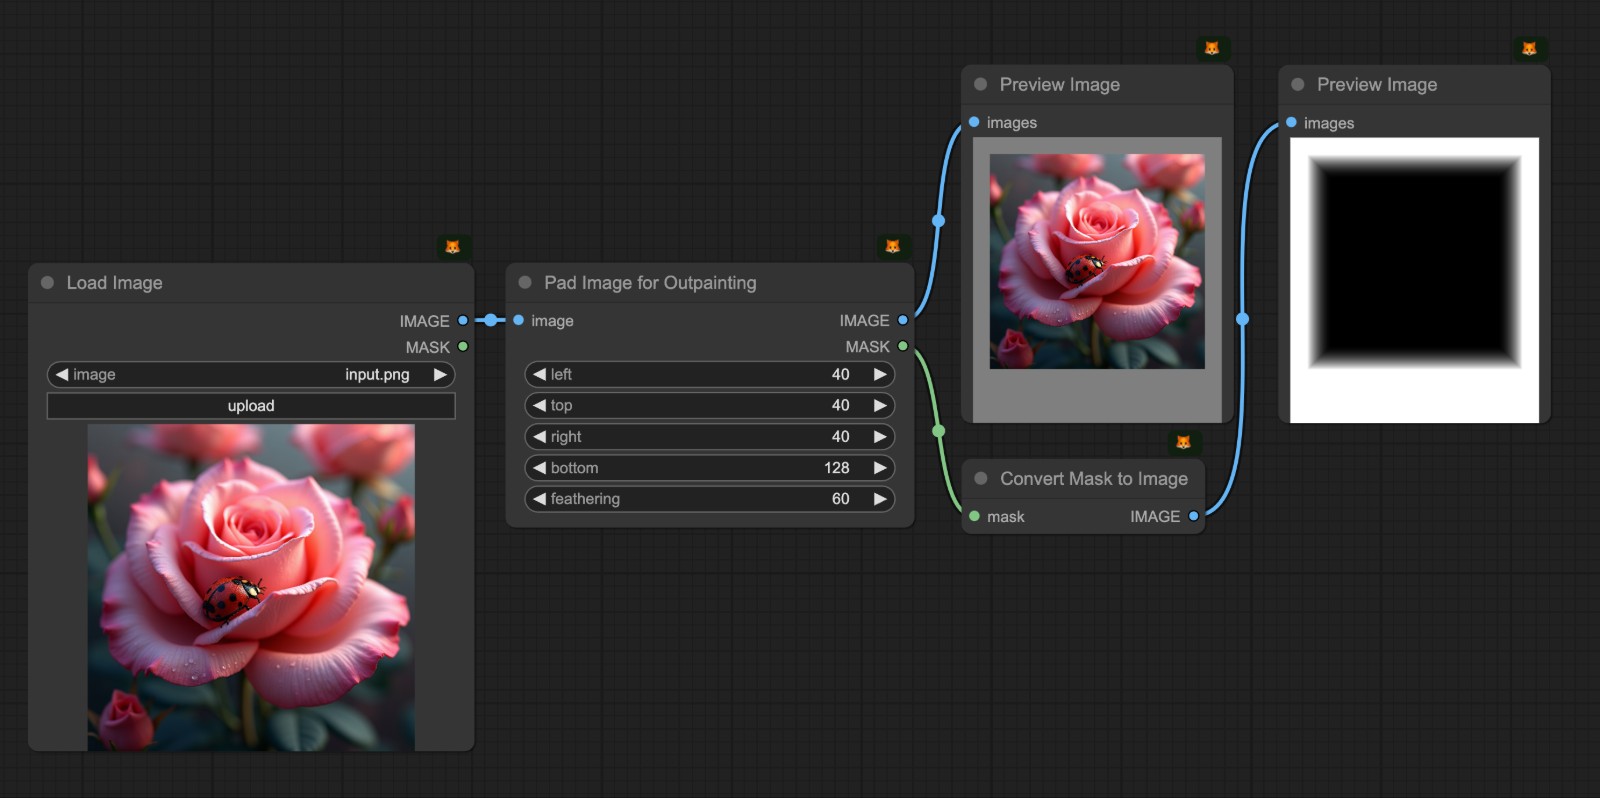 Load Image
IMAGE
MASK
image input.png
upload
Pad Image for Outpainting
image IMAGE
MASK
left 40
top 40
right 40
bottom 128
feathering 60
Preview Image
images
Convert Mask to Image
mask IMAGE
Preview Image
images